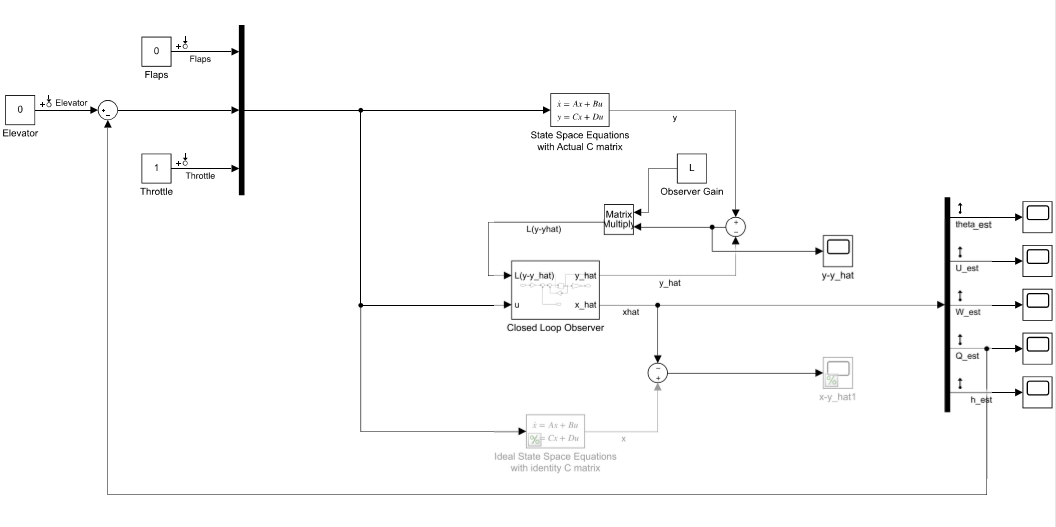 0
Flaps
Flaps
0
Elevator
Elevator
1
Throttle
Throttle
ẋ = Ax + Bu
y = Cx + Du
State Space Equations
with Actual C matrix
y
L
Observer Gain
Matrix
Multiply
L(y-yhat)
y-y_hat
L(y-y_hat)
y_hat
u
x_hat
Closed Loop Observer
y_hat
xhat
x-y_hat1
ẋ = Ax + Bu
y = Cx + Du
Ideal State Space Equations
with identity C matrix
x
theta_est
U_est
W_est
Q_est
h_est